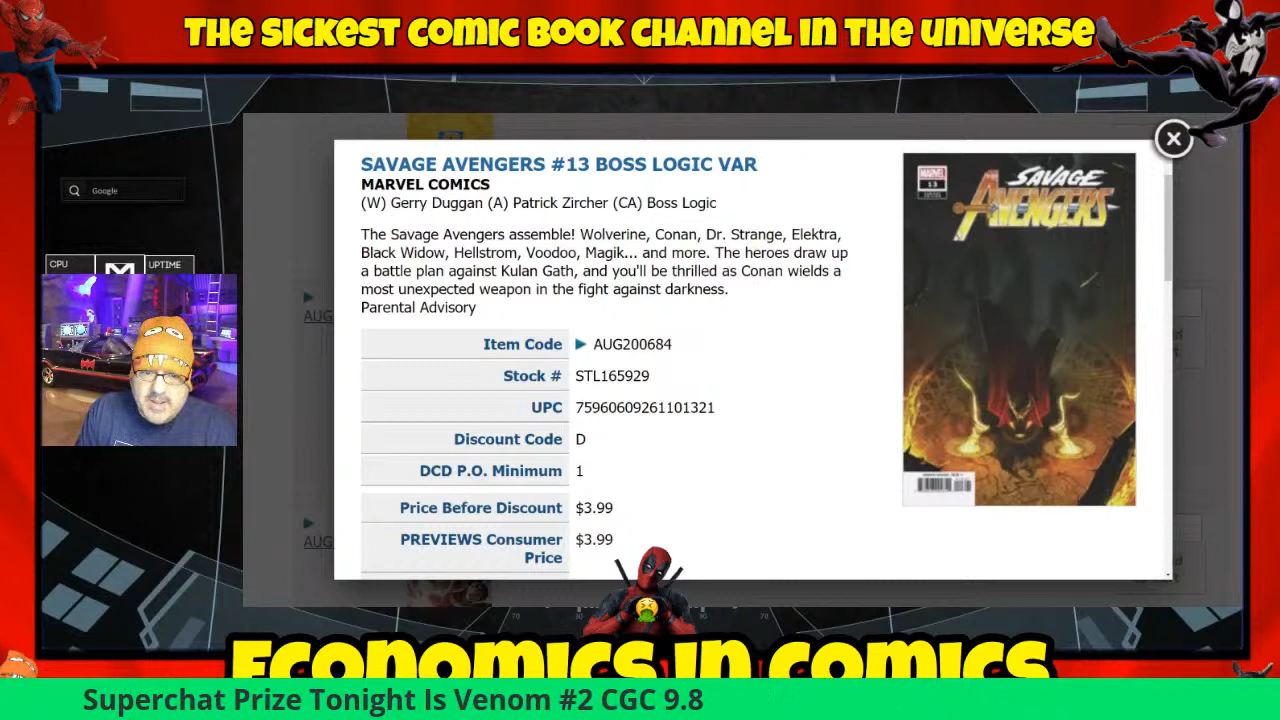 THE SICKEST COMIC BOOK CHANNEL IN THE UNIVERSE
Google
CPU
UPTIME
SAVAGE AVENGERS #13 BOSS LOGIC VAR
MARVEL COMICS
(W) Gerry Duggan (A) Patrick Zircher (CA) Boss Logic
The Savage Avengers assemble! Wolverine, Conan, Dr. Strange, Elektra,
Black Widow, Hellstrom, Voodoo, Magik... and more. The heroes draw up
a battle plan against Kulan Gath, and you'll be thrilled as Conan wields a
most unexpected weapon in the fight against darkness.
Parental Advisory
Item Code ► AUG200684
Stock # STL165929
UPC 75960609261101321
Discount Code D
DCD P.O. Minimum 1
Price Before Discount $3.99
PREVIEWS Consumer
Price $3.99
MARVEL
13
SAVAGE
AVENGERS
AUG
AUG
ECONOMICS IN COMICS
Superchat Prize Tonight Is Venom #2 CGC 9.8